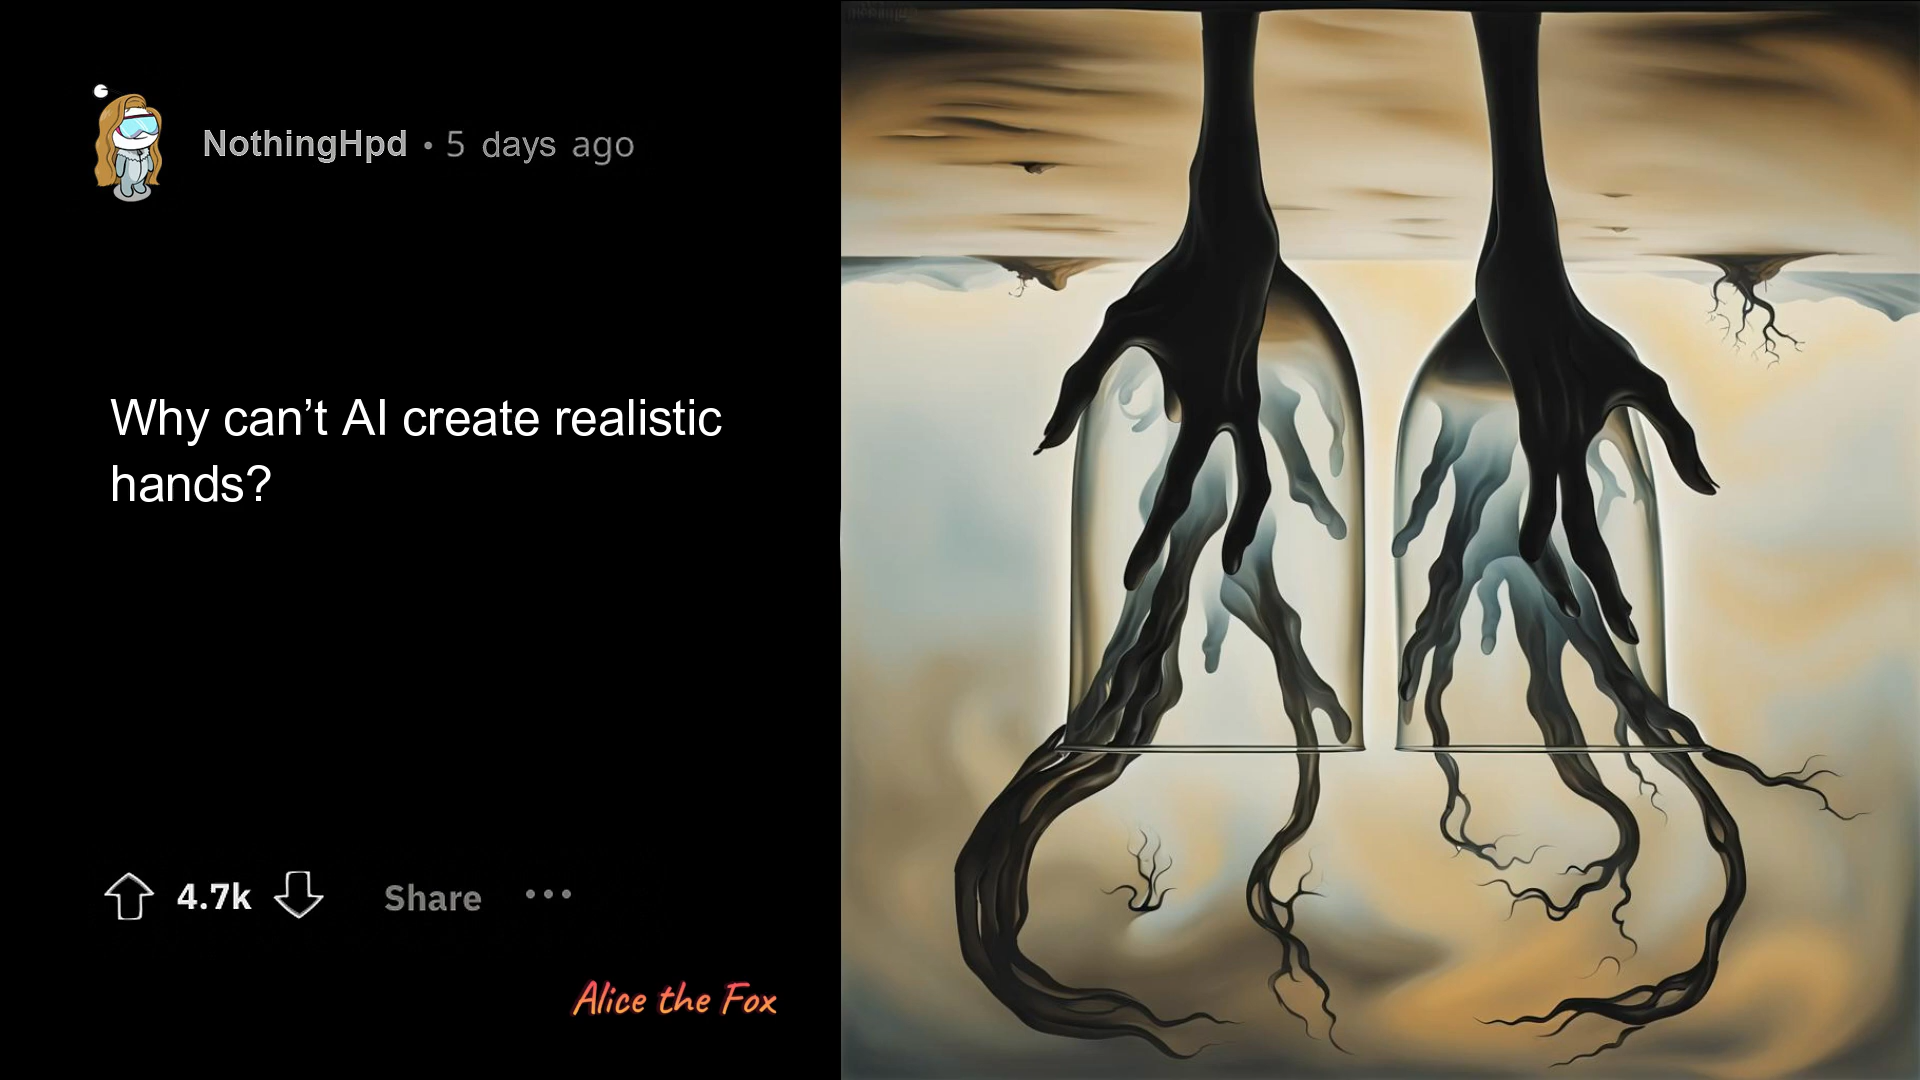 NothingHpd • 5 days ago
Why can’t AI create realistic
hands?
4.7k Share •••
Alice the Fox